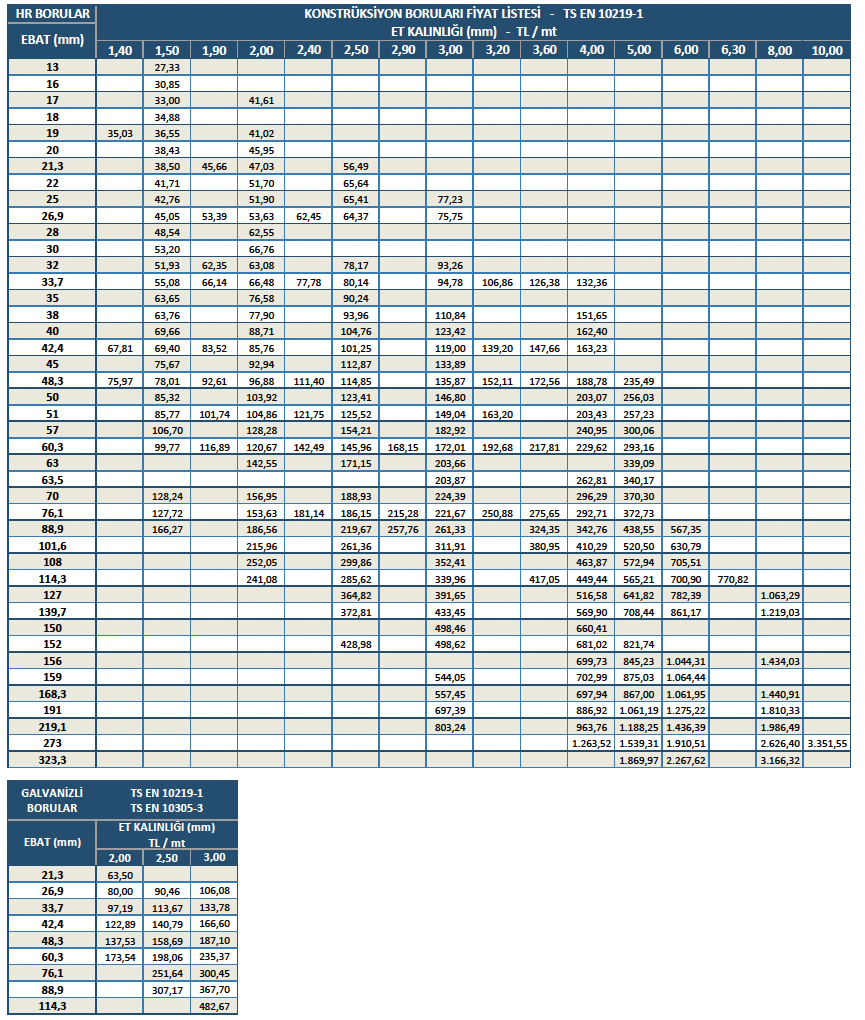 HR BORULAR KONSTRÜKSİYON BORULARI FİYAT LİSTESİ - TS EN 10219-1
EBAT (mm) ET KALINLIĞI (mm) - TL / mt
1,40 1,50 1,90 2,00 2,40 2,50 2,90 3,00 3,20 3,60 4,00 5,00 6,00 6,30 8,00 10,00
13 27,33
16 30,85
17 33,00 41,61
18 34,88
19 35,03 36,55 41,02
20 38,43 45,95
21,3 38,50 45,66 47,03 56,49
22 41,71 51,70 65,64
25 42,76 51,90 65,41 77,23
26,9 45,05 53,39 53,63 62,45 64,37 75,75
28 48,54 62,55
30 53,20 66,76
32 51,93 62,35 63,08 78,17 93,26
33,7 55,08 66,14 66,48 77,78 80,14 94,78 106,86 126,38 132,36
35 63,65 76,58 90,24
38 63,76 77,90 93,96 110,84 151,65
40 69,66 88,71 104,76 123,42 162,40
42,4 67,81 69,40 83,52 85,76 101,25 119,00 139,20 147,66 163,23
45 75,67 92,94 112,87 133,89
48,3 75,97 78,01 92,61 96,88 111,40 114,85 135,87 152,11 172,56 188,78 235,49
50 85,32 103,92 123,41 146,80 203,07 256,03
51 85,77 101,74 104,86 121,75 125,52 149,04 163,20 203,43 257,23
57 106,70 128,28 154,21 182,92 240,95 300,06
60,3 99,77 116,89 120,67 142,49 145,96 168,15 172,01 192,68 217,81 229,62 293,16
63 142,55 171,15 203,66 339,09
63,5 203,87 262,81 340,17
70 128,24 156,95 188,93 224,39 296,29 370,30
76,1 127,72 153,63 181,14 186,15 215,28 221,67 250,88 275,65 292,71 372,73
88,9 166,27 186,56 219,67 257,76 261,33 324,35 342,76 438,55 567,35
101,6 215,96 261,36 311,91 380,95 410,29 520,50 630,79
108 252,05 299,86 352,41 463,87 572,94 705,51
114,3 241,08 285,62 339,96 417,05 449,44 565,21 700,90 770,82
127 364,82 391,65 516,58 641,82 782,39 1.063,29
139,7 372,81 433,45 569,90 708,44 861,17 1.219,03
150 498,46 660,41
152 428,98 498,62 681,02 821,74
156 699,73 845,23 1.044,31 1.434,03
159 544,05 702,99 875,03 1.064,44
168,3 557,45 697,94 867,00 1.061,95 1.440,91
191 697,39 886,92 1.061,19 1.275,22 1.810,33
219,1 803,24 963,76 1.188,25 1.436,39 1.986,49
273 1.263,52 1.539,31 1.910,51 2.626,40 3.351,55
323,3 1.869,97 2.267,62 3.166,32
GALVANİZLİ TS EN 10219-1
BORULAR TS EN 10305-3
EBAT (mm) ET KALINLIĞI (mm)
TL / mt
2,00 2,50 3,00
21,3 63,50
26,9 80,00 90,46 106,08
33,7 97,19 113,67 133,78
42,4 122,89 140,79 166,60
48,3 137,53 158,69 187,10
60,3 173,54 198,06 235,37
76,1 251,64 300,45
88,9 307,17 367,70
114,3 482,67